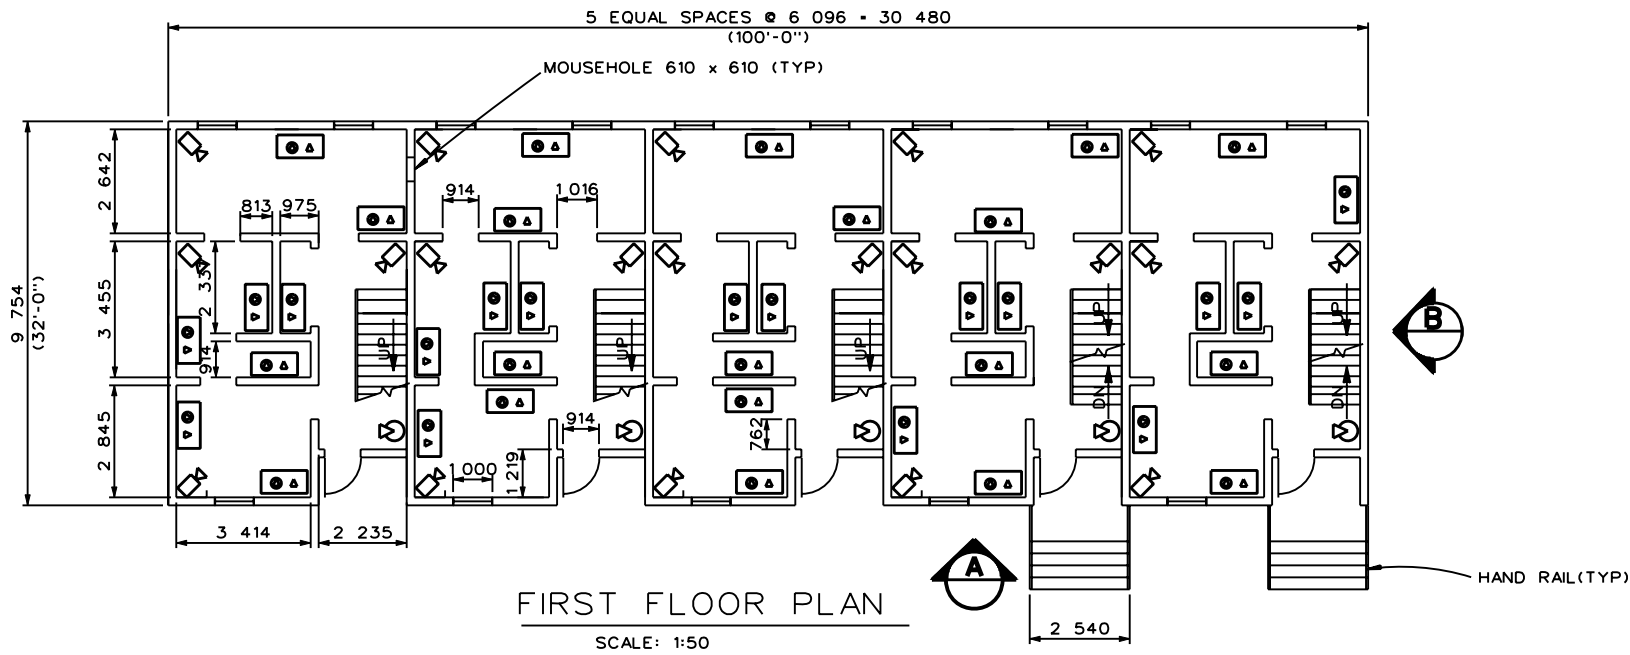 5 EQUAL SPACES @ 6 096 = 30 480
(100'-0")
MOUSEHOLE 610 x 610 (TYP)
9 754
(32'-0")
2 642
3 455
2 845
813
975
914
1 016
914
UP
UP
UP
UP
DN
UP
DN
B
914
762
1 219
1 000
3 414
2 235
A
HAND RAIL(TYP)
2 540
FIRST FLOOR PLAN
SCALE: 1:50